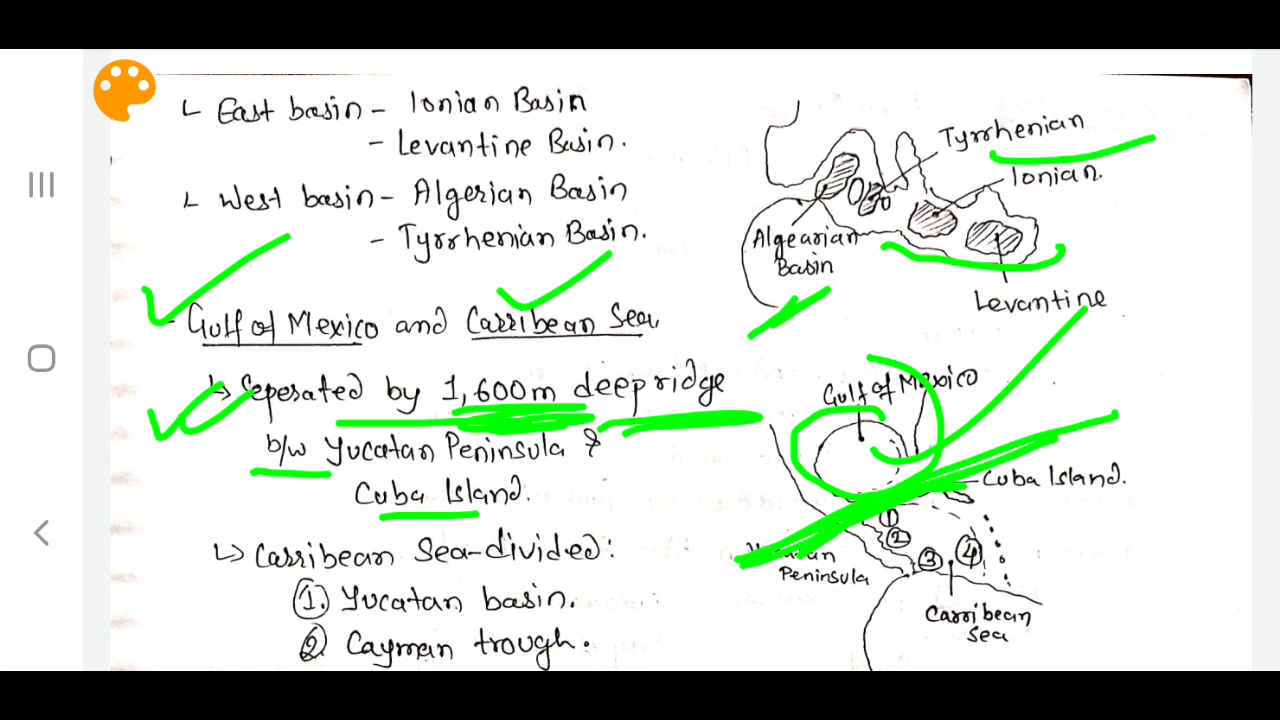 ↳ East basin - Ionian Basin
- Levantine Basin.
↳ West basin - Algerian Basin
- Tyrrhenian Basin.
- Gulf of Mexico and Carribean Sea
↳ Seperated by 1,600m deep ridge
b/w Yucatan Peninsula &
Cuba Island.
↳ Carribean Sea-divided:
①. Yucatan basin.
② Cayman trough.
Tyrrhenian
Ionian.
Algearian
Basin
Levantine
Gulf of Mexico
Cuba Island.
①
②
③ ④
Peninsula
Carribean
Sea